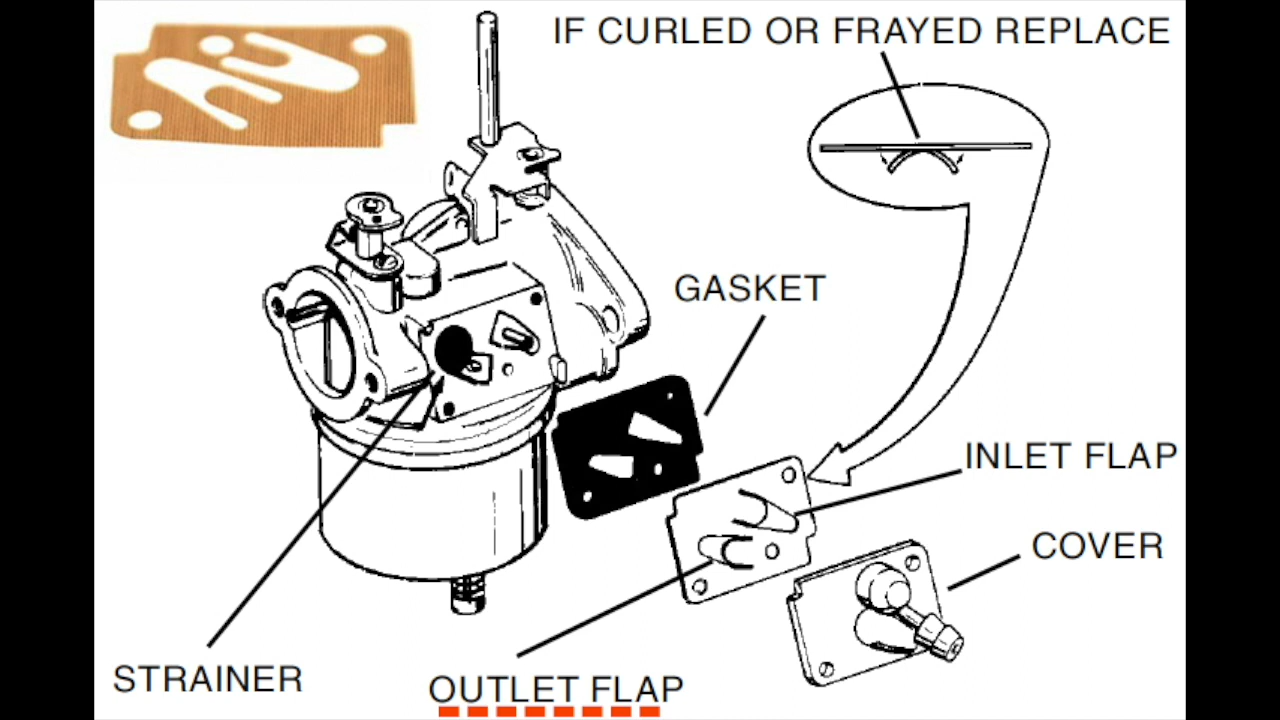 IF CURLED OR FRAYED REPLACE
GASKET
INLET FLAP
COVER
STRAINER
OUTLET FLAP